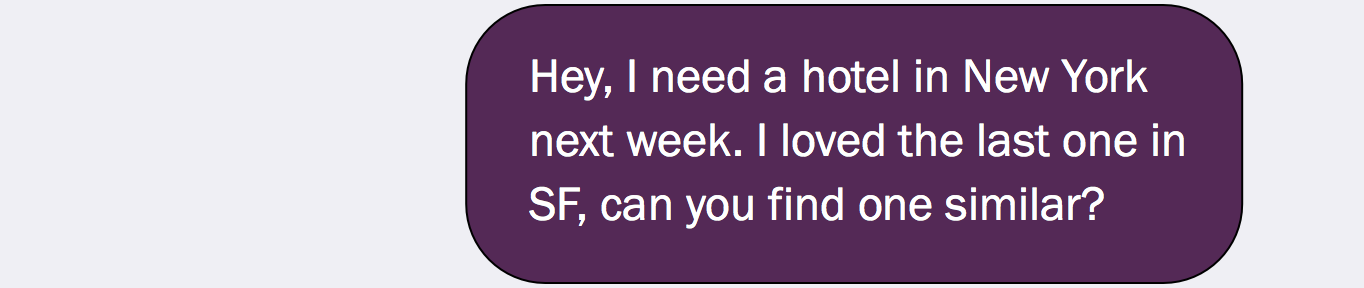 Hey, I need a hotel in New York
next week. I loved the last one in
SF, can you find one similar?